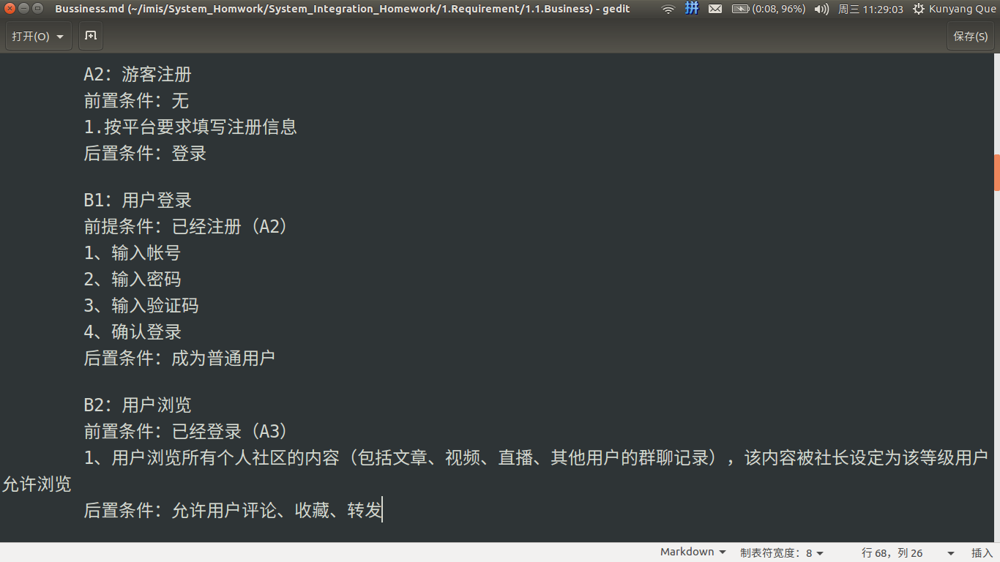 Bussiness.md (~/imis/System_Homwork/System_Integration_Homework/1.Requirement/1.1.Business) - gedit
拼
(0:08, 96%)
周三 11:29:03
Kunyang Que
打开(O)
保存(S)
A2：游客注册
前置条件：无
1.按平台要求填写注册信息
后置条件：登录
B1：用户登录
前提条件：已经注册（A2）
1、输入帐号
2、输入密码
3、输入验证码
4、确认登录
后置条件：成为普通用户
B2：用户浏览
前置条件：已经登录（A3）
1、用户浏览所有个人社区的内容（包括文章、视频、直播、其他用户的群聊记录），该内容被社长设定为该等级用户
允许浏览
后置条件：允许用户评论、收藏、转发
Markdown
制表符宽度：8
行 68，列 26
插入